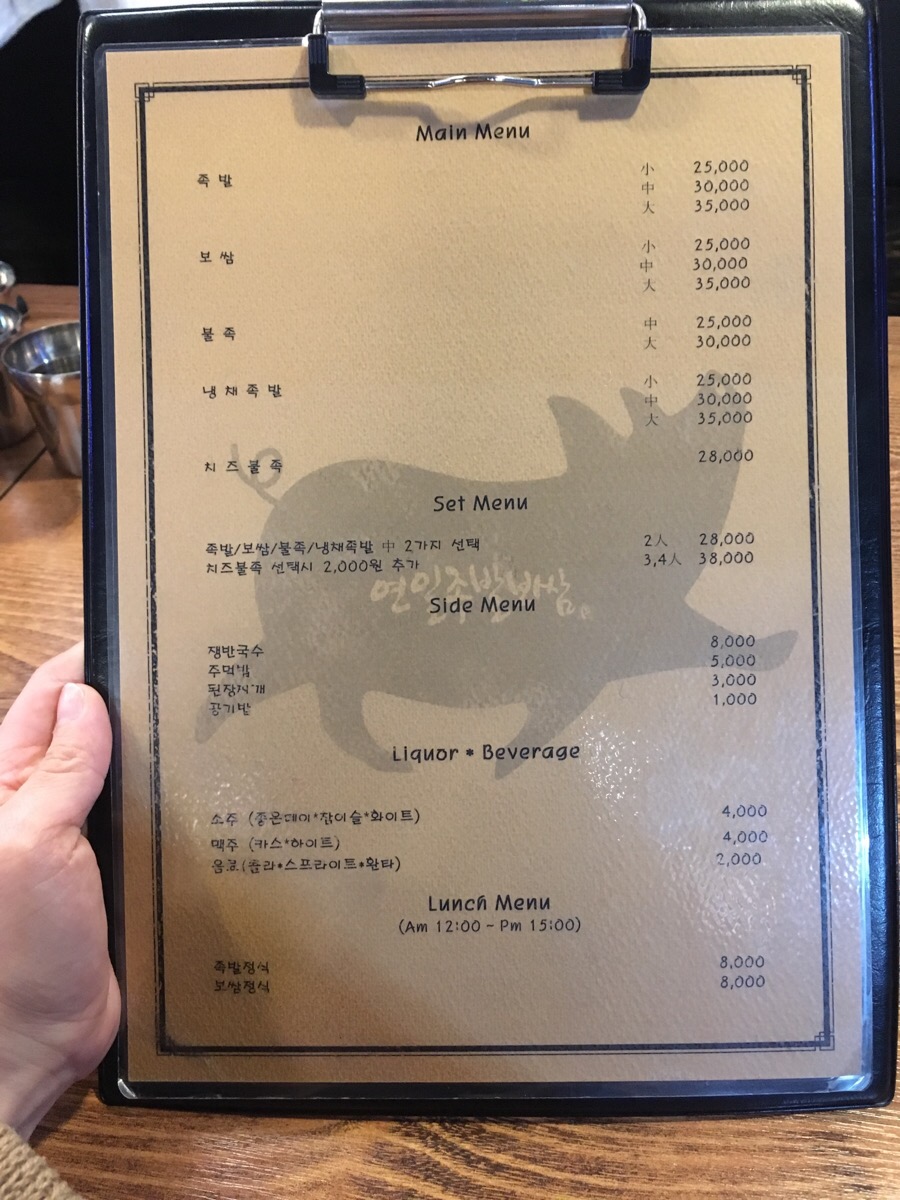 Main Menu
족발 小 25,000
中 30,000
大 35,000
보쌈 小 25,000
中 30,000
大 35,000
불족 中 25,000
大 30,000
냉채족발 小 25,000
中 30,000
大 35,000
치즈불족 28,000
Set Menu
족발/보쌈/불족/냉채족발 中 2가지 선택 2人 28,000
치즈불족 선택시 2,000원 추가 3,4人 38,000
연일족발보쌈
Side Menu
쟁반국수 8,000
주먹밥 5,000
된장찌개 3,000
공기밥 1,000
Liquor * Beverage
소주 (좋은데이*참이슬*화이트) 4,000
맥주 (카스*하이트) 4,000
음료(콜라*스프라이트*환타) 2,000
Lunch Menu
(Am 12:00 ~ Pm 15:00)
족발정식 8,000
보쌈정식 8,000